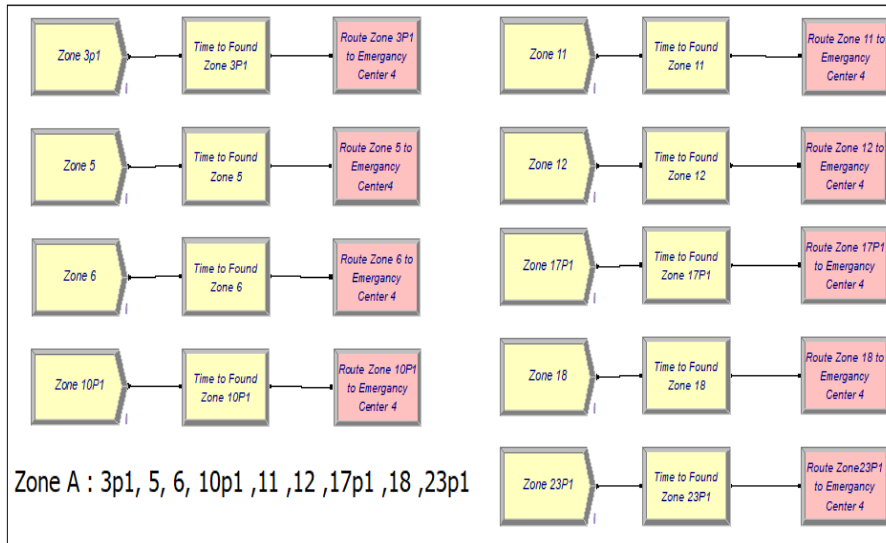 Zone 3p1
Time to Found
Zone 3P1
Route Zone 3P1
to Emergancy
Center 4
Zone 5
Time to Found
Zone 5
Route Zone 5 to
Emergancy
Center4
Zone 6
Time to Found
Zone 6
Route Zone 6 to
Emergancy
Center 4
Zone 10P1
Time to Found
Zone 10P1
Route Zone 10P1
to Emergancy
Center 4
Zone A : 3p1, 5, 6, 10p1 ,11 ,12 ,17p1 ,18 ,23p1
Zone 11
Time to Found
Zone 11
Route Zone 11 to
Emergancy
Center 4
Zone 12
Time to Found
Zone 12
Route Zone 12 to
Emergancy
Center 4
Zone 17P1
Time to Found
Zone 17P1
Route Zone 17P1
to Emergancy
Center 4
Zone 18
Time to Found
Zone 18
Route Zone 18 to
Emergancy
Center 4
Zone 23P1
Time to Found
Zone 23P1
Route Zone23P1
to Emergancy
Center 4